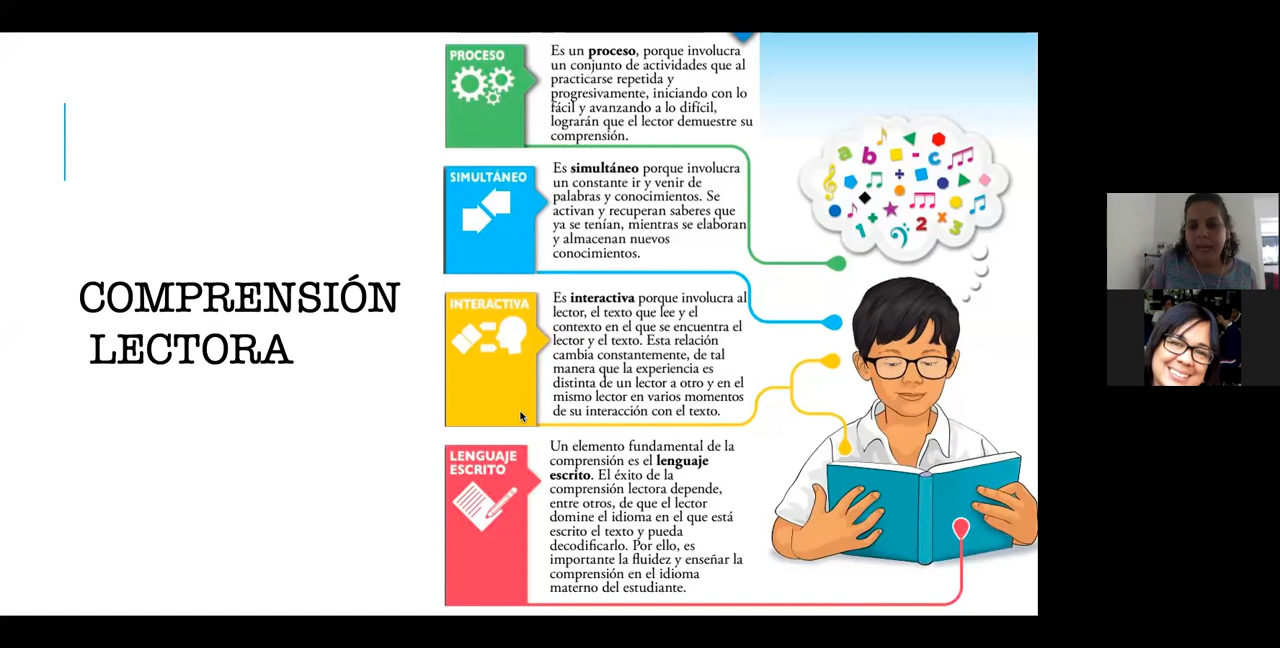 COMPRENSIÓN
LECTORA
PROCESO
Es un proceso, porque involucra
un conjunto de actividades que al
practicarse repetida y
progresivamente, iniciando con lo
fácil y avanzando a lo difícil,
lograrán que el lector demuestre su
comprensión.
SIMULTÁNEO
Es simultáneo porque involucra
un constante ir y venir de
palabras y conocimientos. Se
activan y recuperan saberes que
ya se tenían, mientras se elaboran
y almacenan nuevos
conocimientos.
INTERACTIVA
Es interactiva porque involucra al
lector, el texto que lee y el
contexto en el que se encuentra el
lector y el texto. Esta relación
cambia constantemente, de tal
manera que la experiencia es
distinta de un lector a otro y en el
mismo lector en varios momentos
de su interacción con el texto.
LENGUAJE
ESCRITO
Un elemento fundamental de la
comprensión es el lenguaje
escrito. El éxito de la
comprensión lectora depende,
entre otros, de que el lector
domine el idioma en el que está
escrito el texto y pueda
decodificarlo. Por ello, es
importante la fluidez y enseñar la
comprensión en el idioma
materno del estudiante.
a b - c
1 + 2 x 3